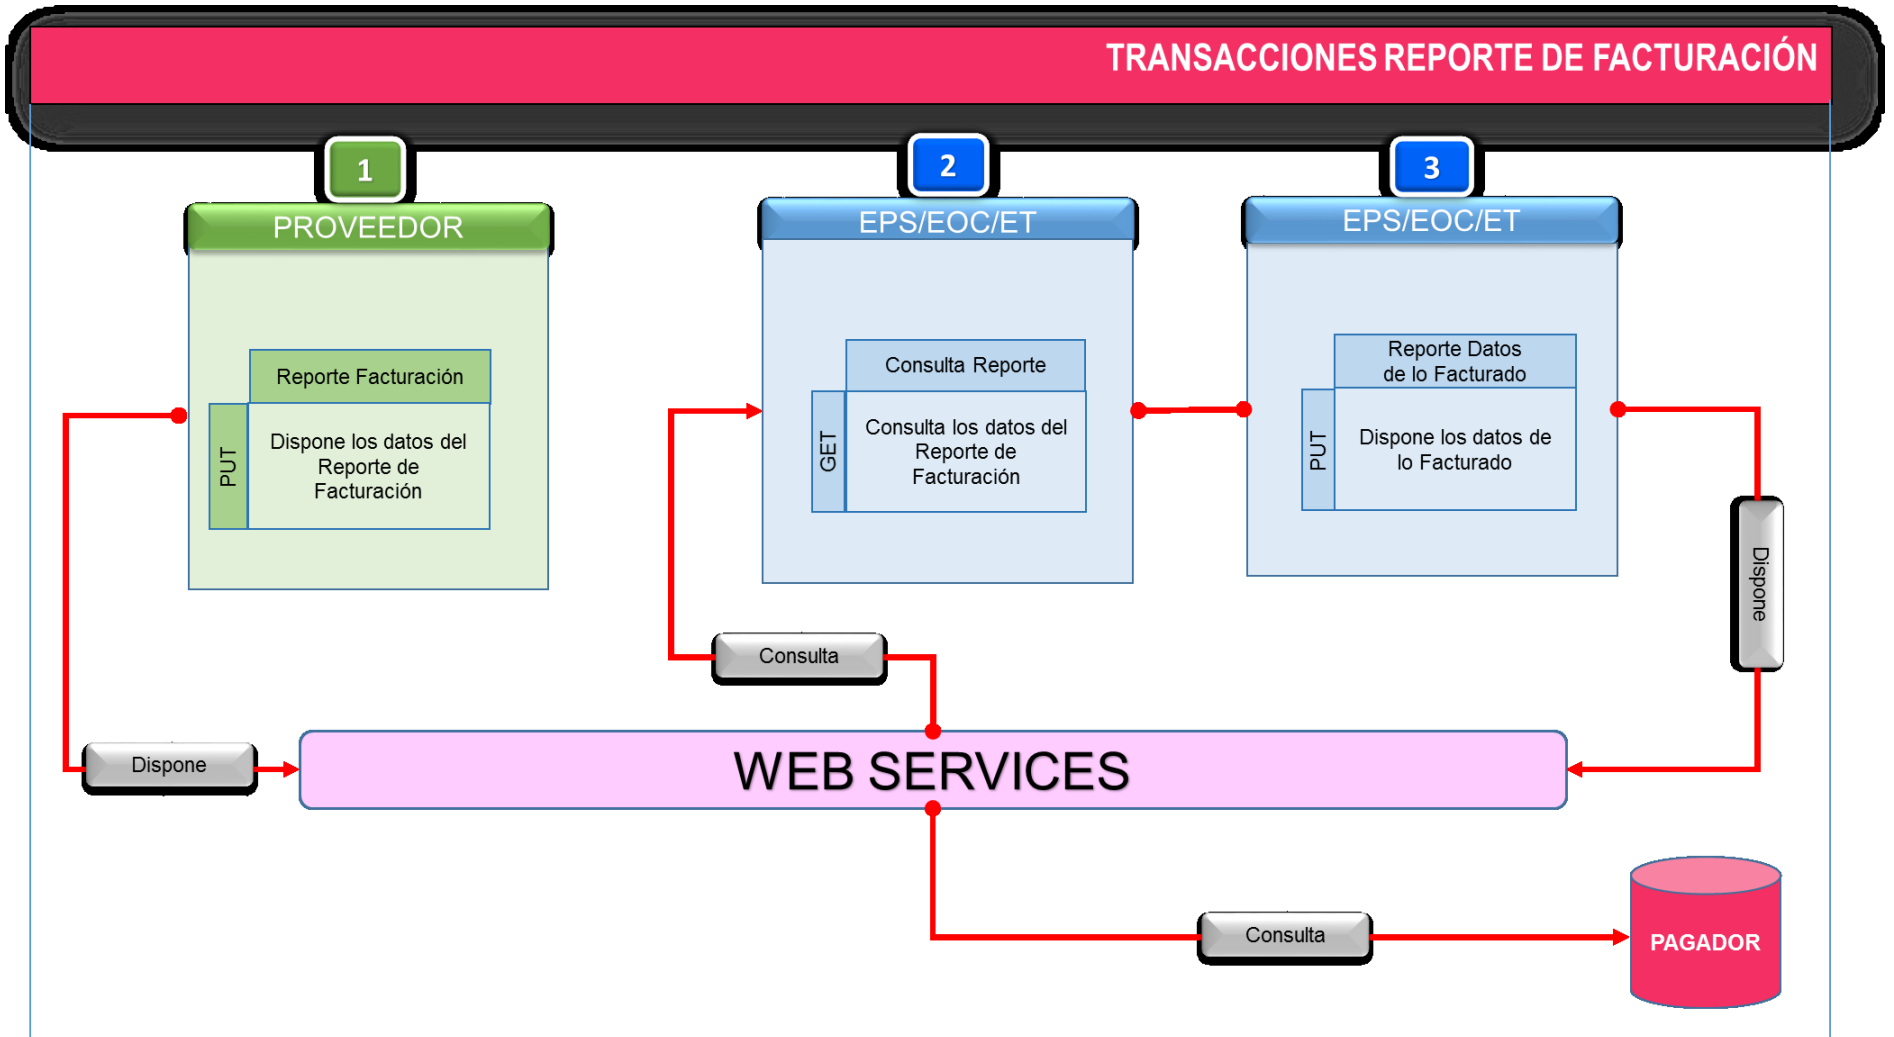 TRANSACCIONES REPORTE DE FACTURACIÓN
1
PROVEEDOR
Reporte Facturación
PUT
Dispone los datos del
Reporte de
Facturación
2
EPS/EOC/ET
Consulta Reporte
GET
Consulta los datos del
Reporte de
Facturación
3
EPS/EOC/ET
Reporte Datos
de lo Facturado
PUT
Dispone los datos de
lo Facturado
Dispone
Consulta
Dispone
WEB SERVICES
Consulta
PAGADOR